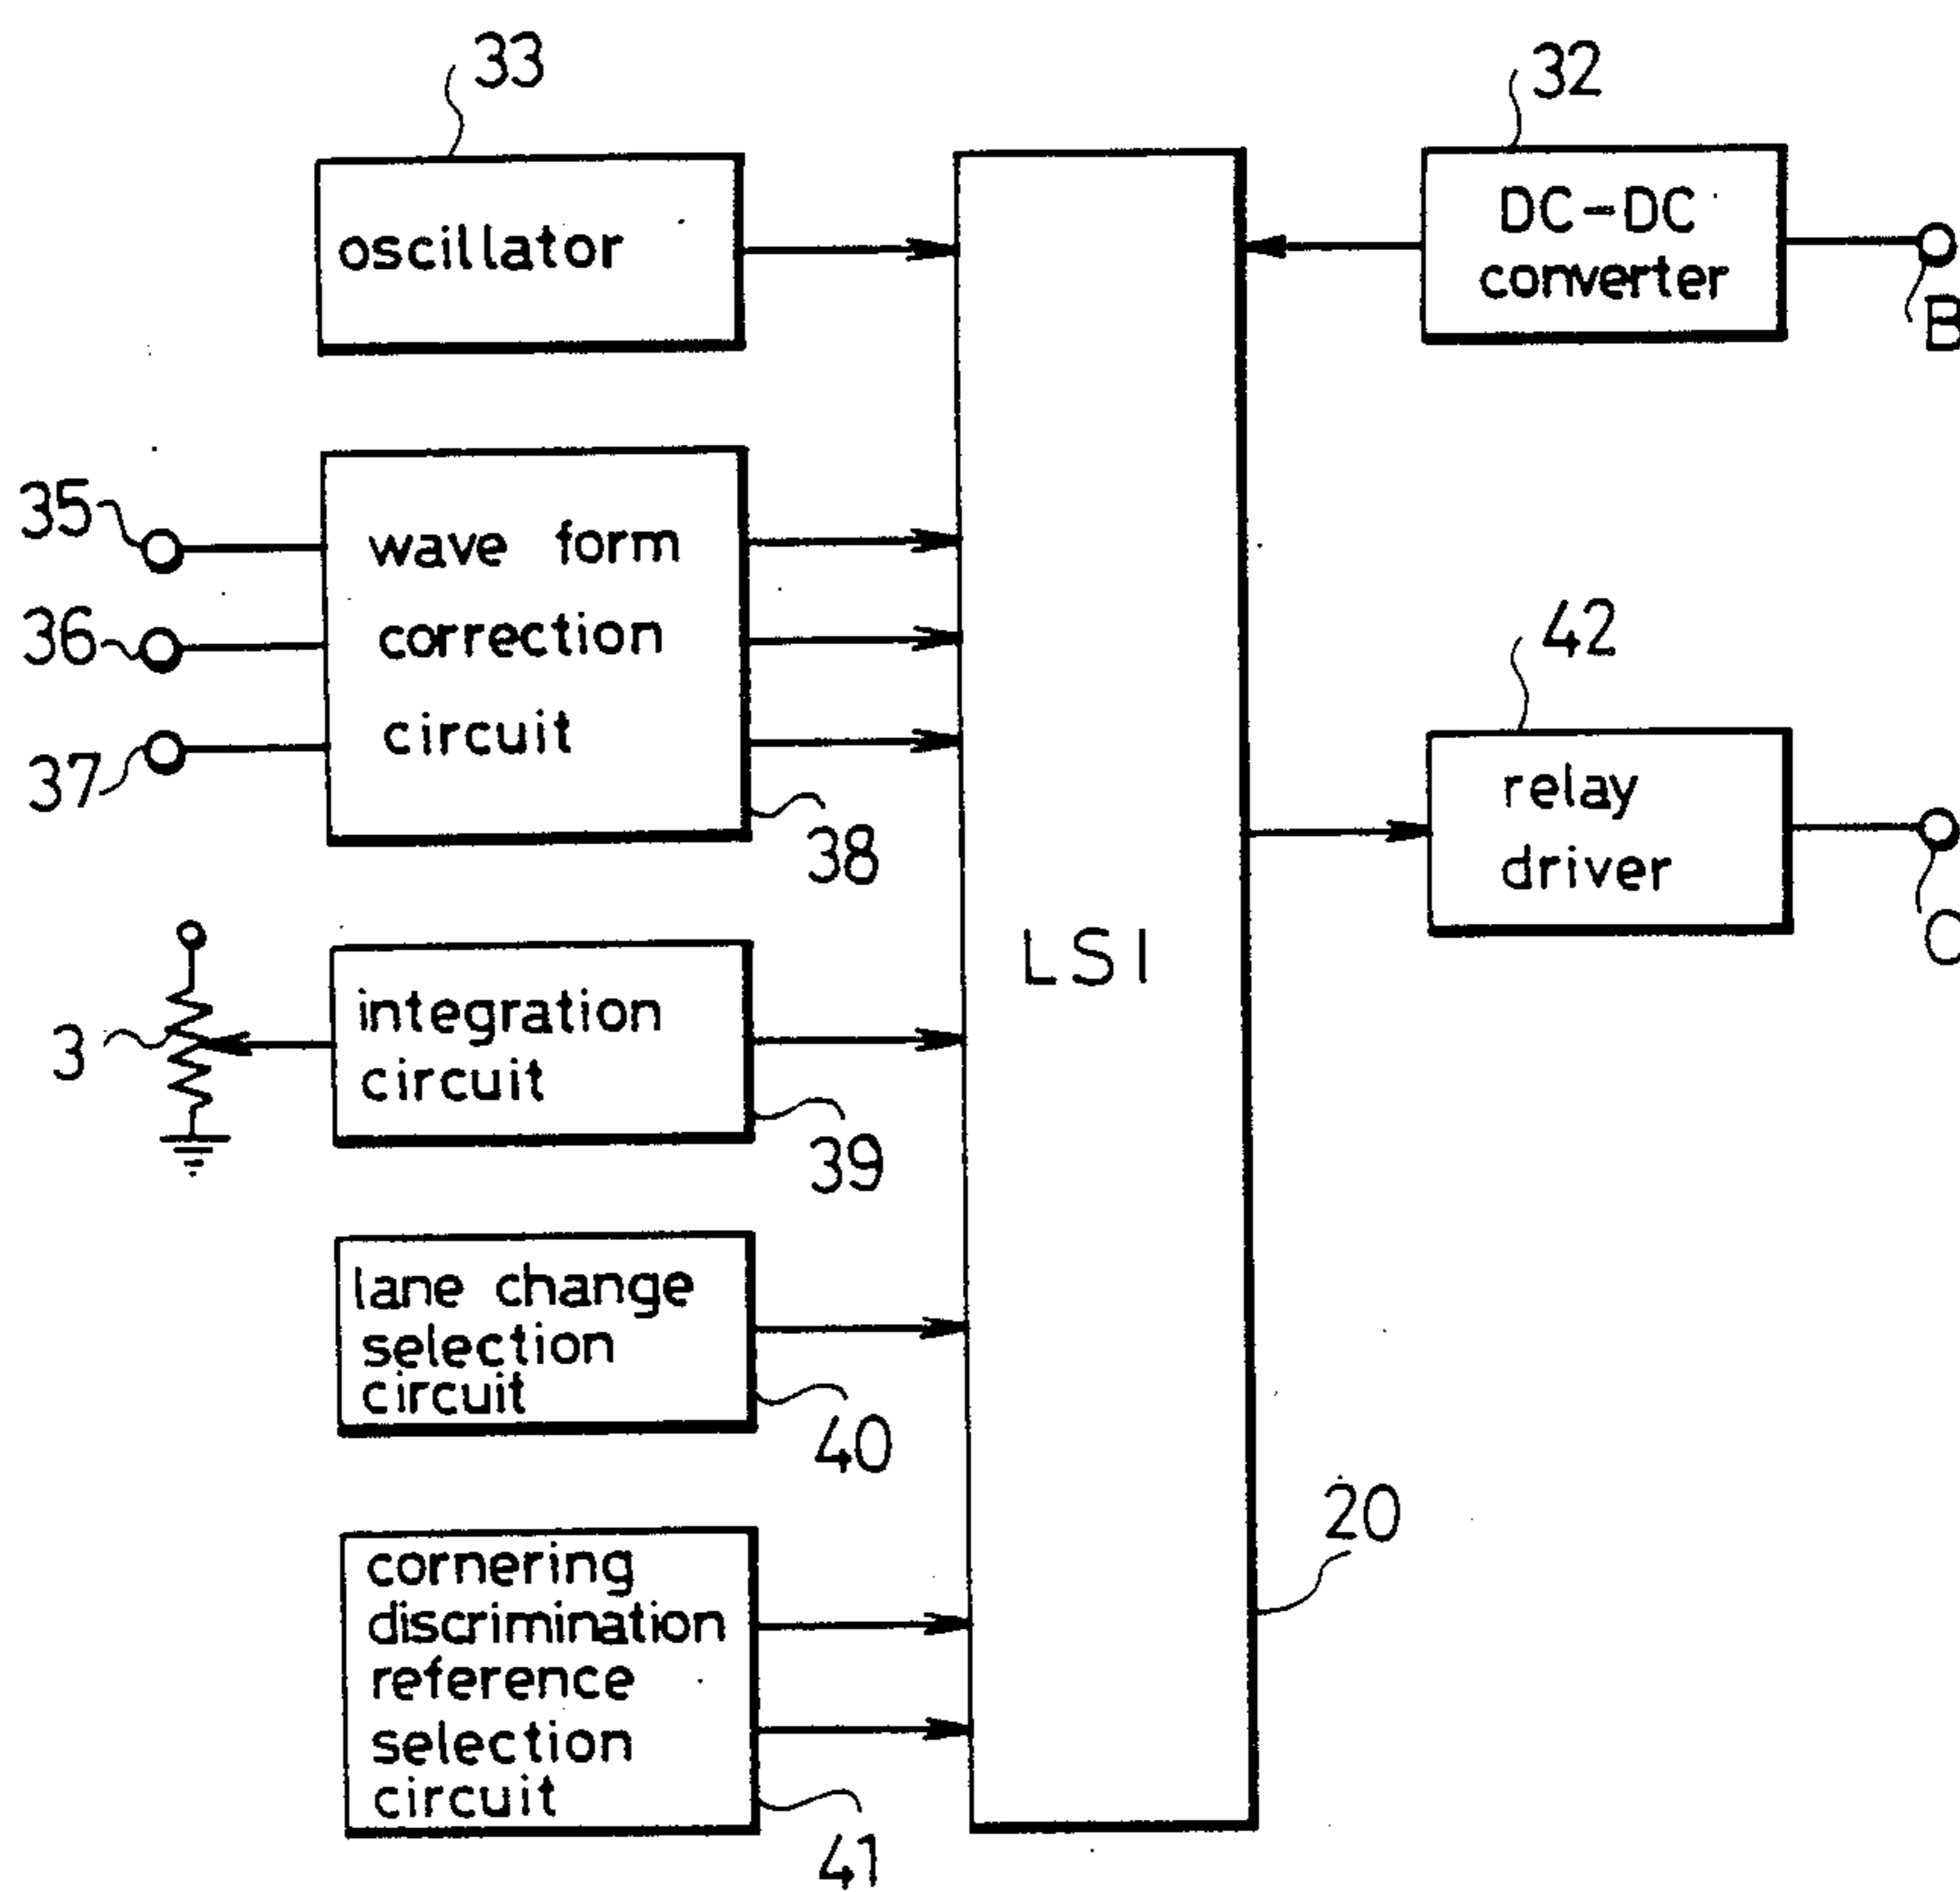 33
oscillator
32
DC-DC
converter
B
35
36
37
wave form
correction
circuit
38
42
relay
driver
C
LSI
3
integration
circuit
39
lane change
selection
circuit
40
20
cornering
discrimination
reference
selection
circuit
41